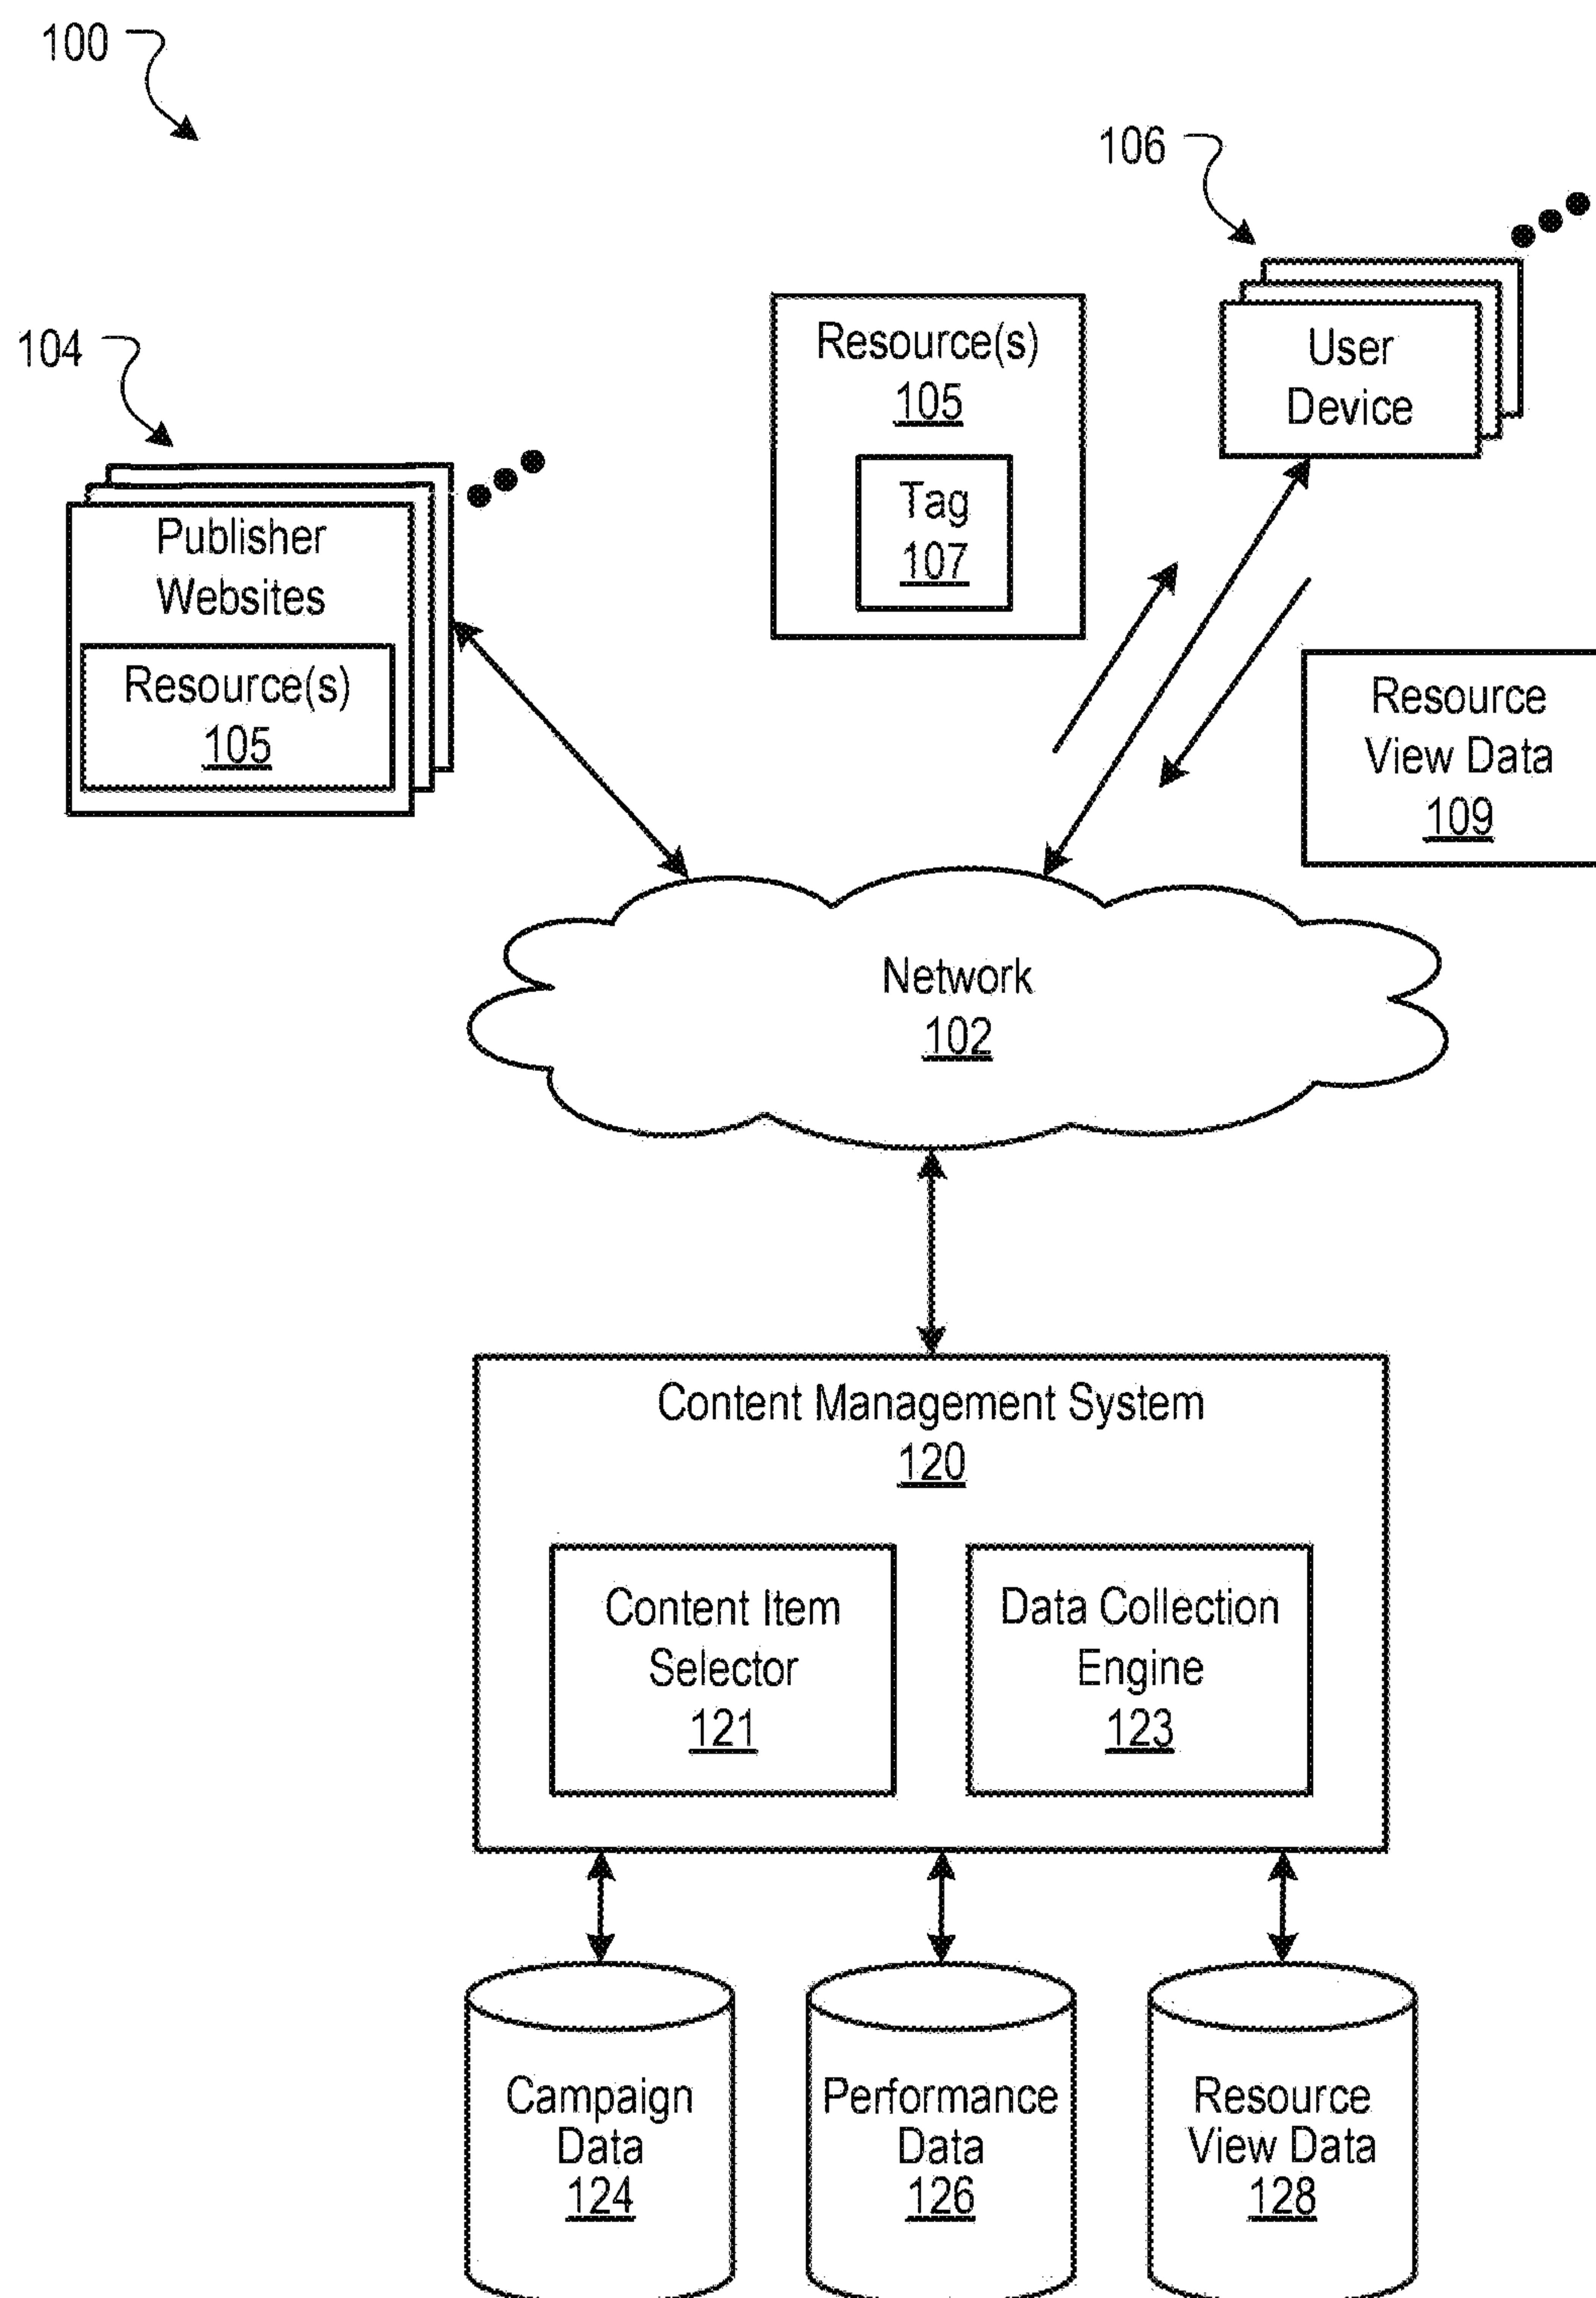 100
106
104
Resource(s)
105
Tag
107
User
Device
Publisher
Websites
Resource(s)
105
Resource
View Data
109
Network
102
Content Management System
120
Content Item
Selector
121
Data Collection
Engine
123
Campaign
Data
124
Performance
Data
126
Resource
View Data
128